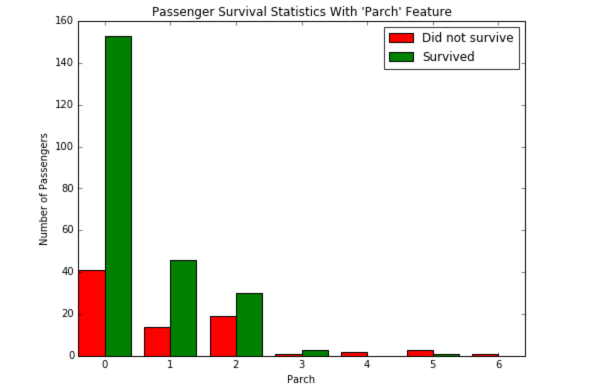 Passenger Survival Statistics With 'Parch' Feature
160
140
120
100
80
60
40
20
0
Number of Passengers
Did not survive
Survived
0 1 2 3 4 5 6
Parch